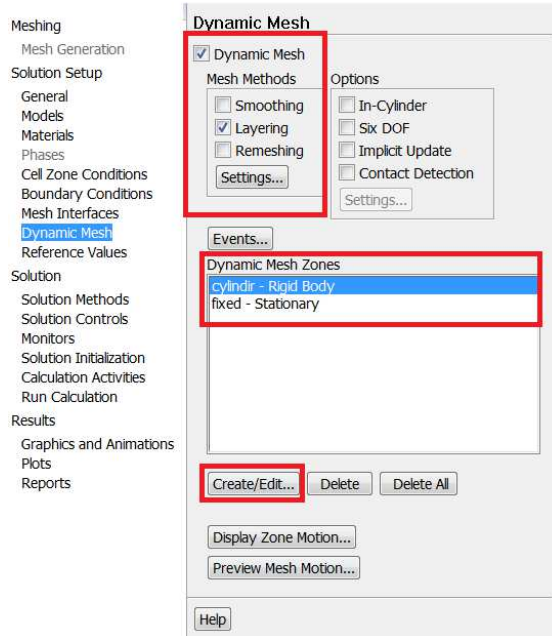 Meshing
Mesh Generation
Solution Setup
General
Models
Materials
Phases
Cell Zone Conditions
Boundary Conditions
Mesh Interfaces
Dynamic Mesh
Reference Values
Solution
Solution Methods
Solution Controls
Monitors
Solution Initialization
Calculation Activities
Run Calculation
Results
Graphics and Animations
Plots
Reports
Dynamic Mesh
Dynamic Mesh
Mesh Methods
Smoothing
Layering
Remeshing
Settings...
Options
In-Cylinder
Six DOF
Implicit Update
Contact Detection
Settings...
Events...
Dynamic Mesh Zones
cylindir - Rigid Body
fixed - Stationary
Create/Edit... Delete Delete All
Display Zone Motion...
Preview Mesh Motion...
Help